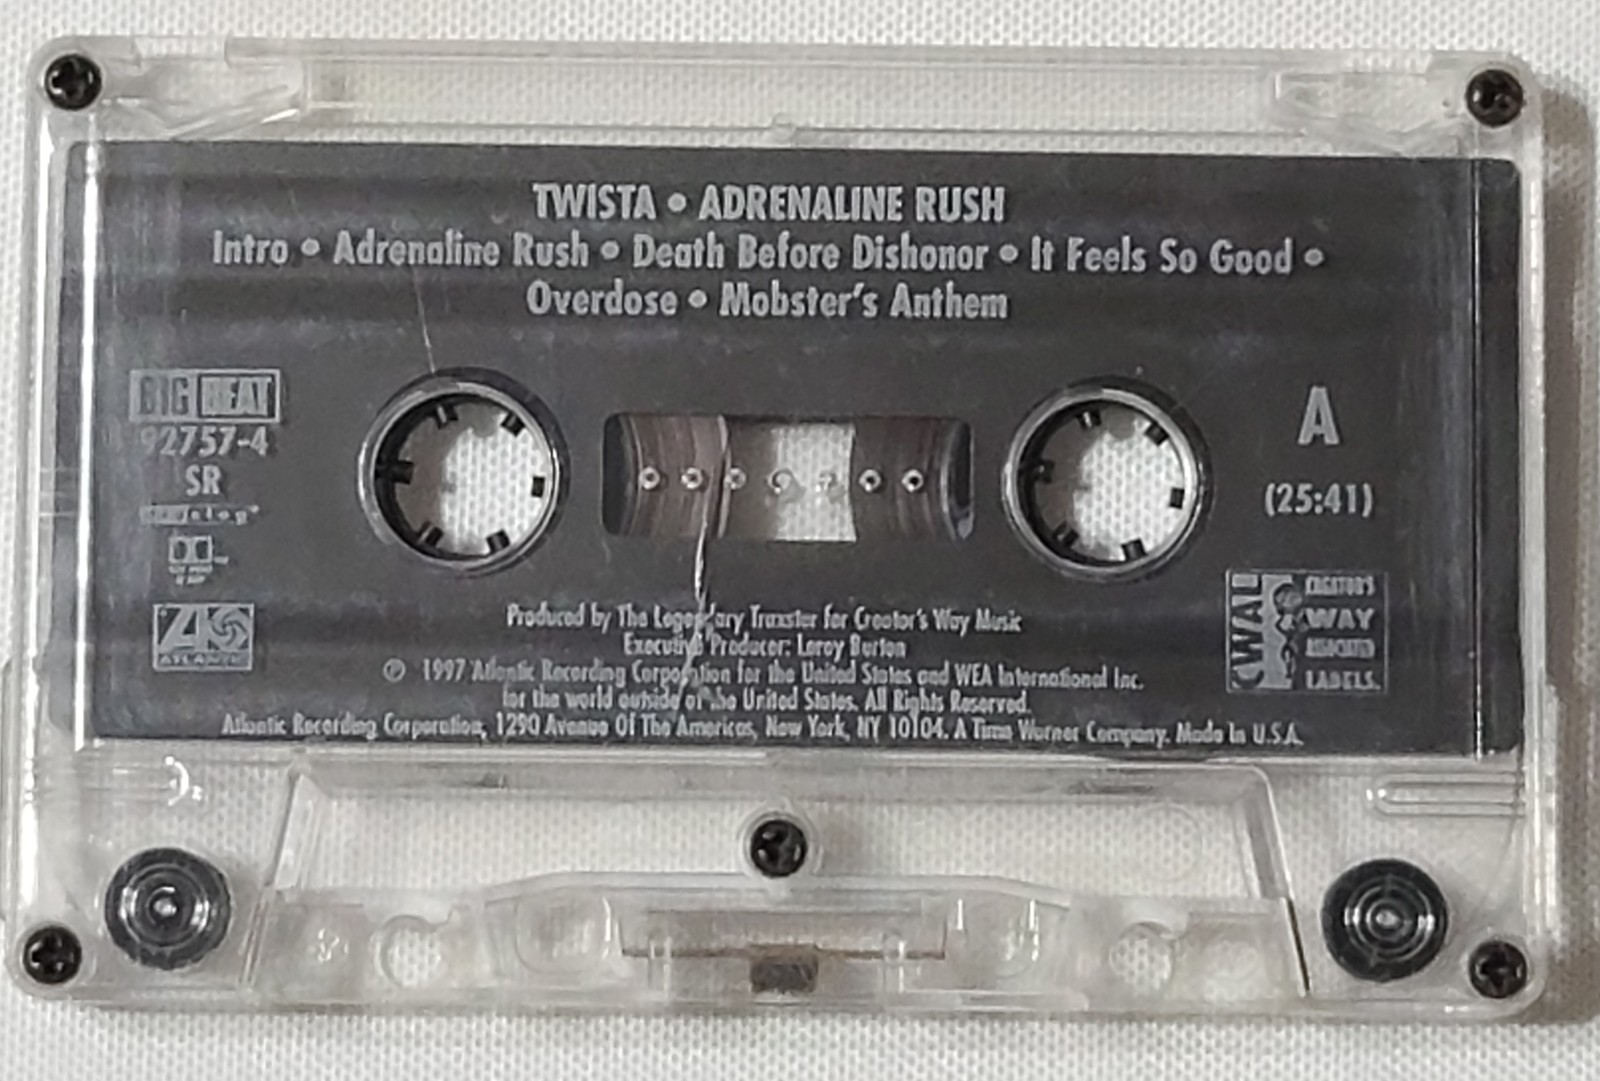 TWISTA • ADRENALINE RUSH
Intro • Adrenaline Rush • Death Before Dishonor • It Feels So Good •
Overdose • Mobster's Anthem
BIG BEAT
92757-4
SR
ATLANTIC
A
(25:41)
CWAL
CREATOR'S
WAY
ASSOCIATED
LABELS.
Produced by The Legendary Traxster for Creator's Way Music
Executive Producer: Leroy Burton
℗ 1997 Atlantic Recording Corporation for the United States and WEA International Inc.
for the world outside of the United States. All Rights Reserved.
Atlantic Recording Corporation, 1290 Avenue Of The Americas, New York, NY 10104. A Time Warner Company. Made In U.S.A.